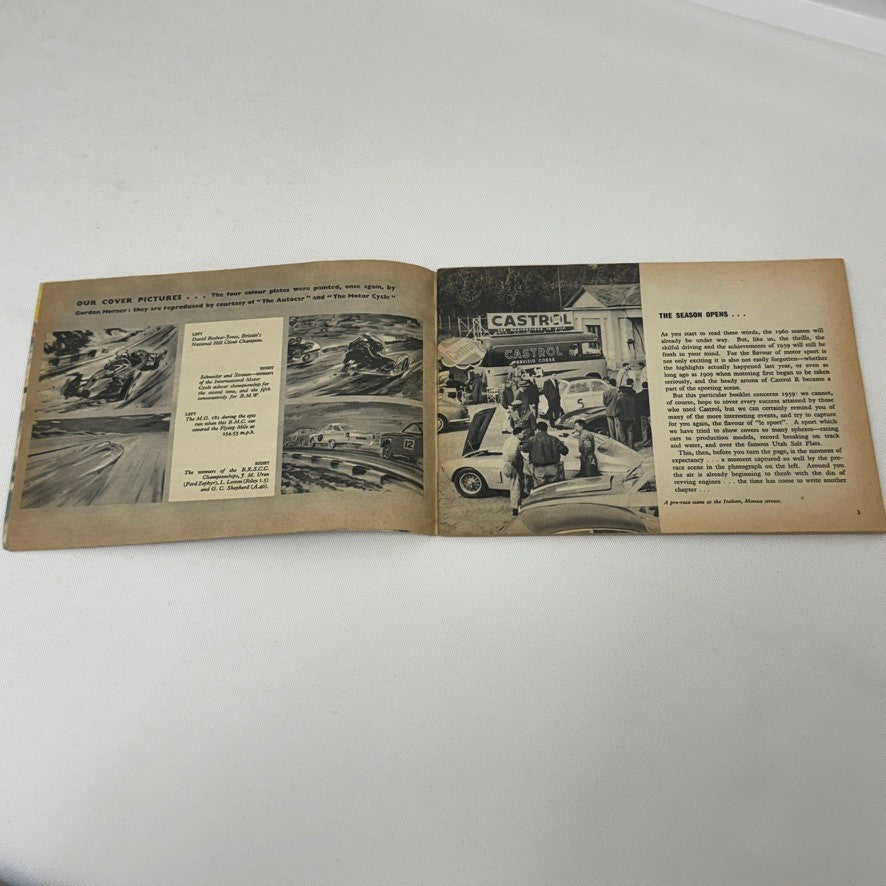 OUR COVER PICTURES . . . The four colour plates were painted, once again, by
Gordon Horner: they are reproduced by courtesy of "The Autocar" and "The Motor Cycle"
LEFT
David Boshier-Jones, Britain's
National Hill Climb Champion.
RIGHT
Schneider and Strauss—winners
of the International Motor
Cycle sidecar championship for
the second time, and the fifth
consecutively for B.M.W
LEFT
The M.G. 181 during the epic
run when this B.M.C. car
covered the Flying Mile at
254.53 m.p.h.
RIGHT
The winners of the B.R.S.C.C.
Championships, J. M. Uren
(Ford Zephyr), L. Leston (Riley 1.5)
and G. C. Shepherd (A.40).
12
CASTROL
CASTROL
SERVIZIO CORSE
THE SEASON OPENS . . .
As you start to read these words, the 1960 season will
already be under way. But, like us, the thrills, the
skilful driving and the achievements of 1959 will still be
fresh in your mind. For the flavour of motor sport is
not only exciting it is also not easily forgotten—whether
the highlights actually happened last year, or even as
long ago as 1909 when motoring first began to be taken
seriously, and the heady aroma of Castrol R became a
part of the sporting scene.
But this particular booklet concerns 1959: we cannot,
of course, hope to cover every success attained by those
who used Castrol, but we can certainly remind you of
many of the more interesting events, and try to capture
for you, the flavour of "le sport". A sport which
we have tried to show covers so many spheres—racing
cars to production models, record breaking on track
and water, and over the famous Utah Salt Flats.
This, then, before you turn the page, is the moment of
expectancy . . . a moment captured so well by the pre-
race scene in the photograph on the left. Around you
the air is already beginning to throb with the din of
revving engines . . . the time has come to write another
chapter . . .
A pre-race scene at the Italian, Monza circuit.
3